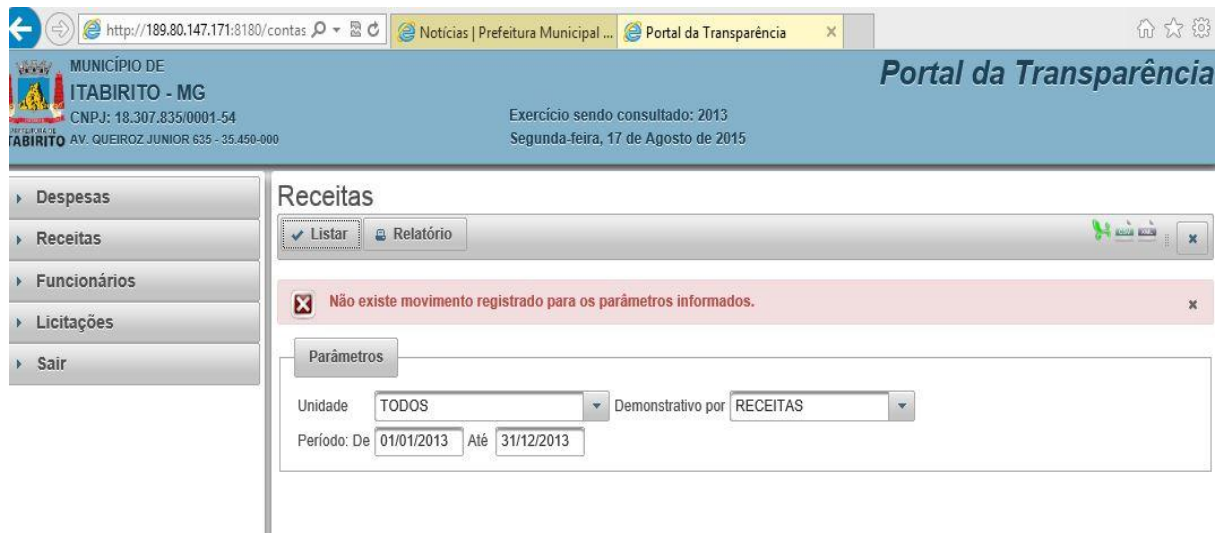 http://189.80.147.171:8180/contas
Notícias | Prefeitura Municipal ...
Portal da Transparência
MUNICÍPIO DE
ITABIRITO - MG
CNPJ: 18.307.835/0001-54
TABIRITO AV. QUEIROZ JUNIOR 635 - 35.450-000
Exercício sendo consultado: 2013
Segunda-feira, 17 de Agosto de 2015
Portal da Transparência
Despesas
Receitas
Funcionários
Licitações
Sair
Receitas
Listar Relatório
Não existe movimento registrado para os parâmetros informados.
Parâmetros
Unidade TODOS Demonstrativo por RECEITAS
Período: De 01/01/2013 Até 31/12/2013